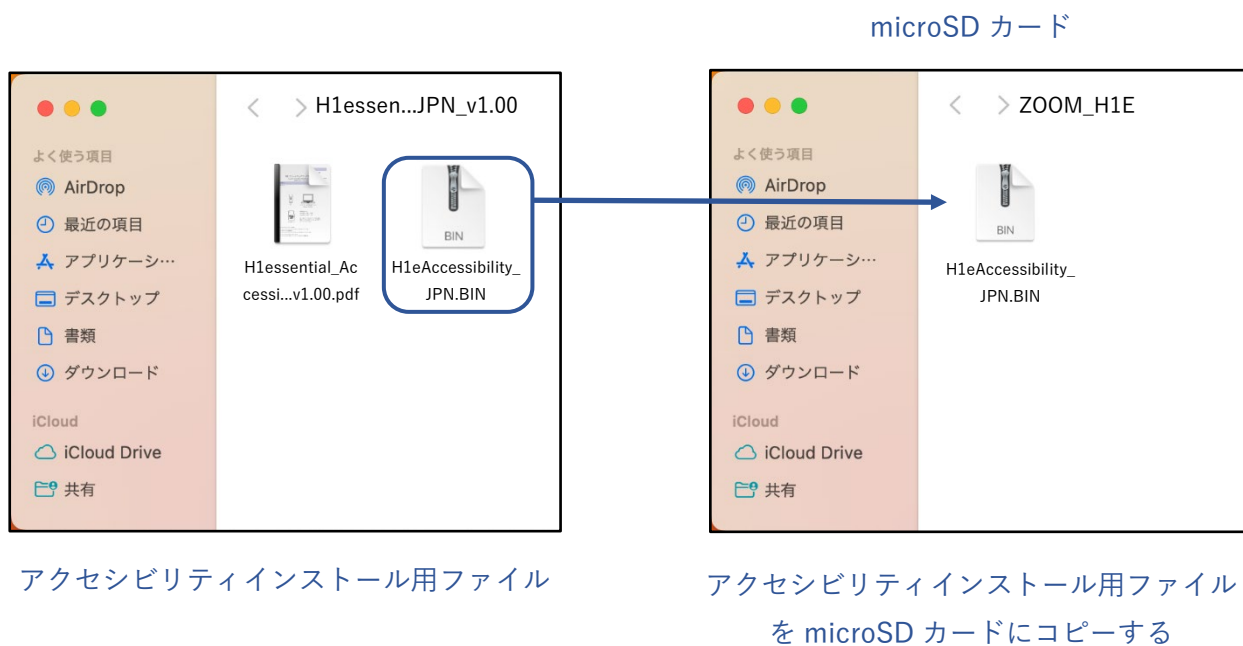 microSD カード
H1essen...JPN_v1.00
よく使う項目
AirDrop
最近の項目
アプリケーシ…
デスクトップ
書類
ダウンロード
iCloud
iCloud Drive
共有
H1essential_Ac
cessi...v1.00.pdf
BIN
H1eAccessibility_
JPN.BIN
アクセシビリティインストール用ファイル
ZOOM_H1E
よく使う項目
AirDrop
最近の項目
アプリケーシ…
デスクトップ
書類
ダウンロード
iCloud
iCloud Drive
共有
BIN
H1eAccessibility_
JPN.BIN
アクセシビリティインストール用ファイル
を microSD カードにコピーする